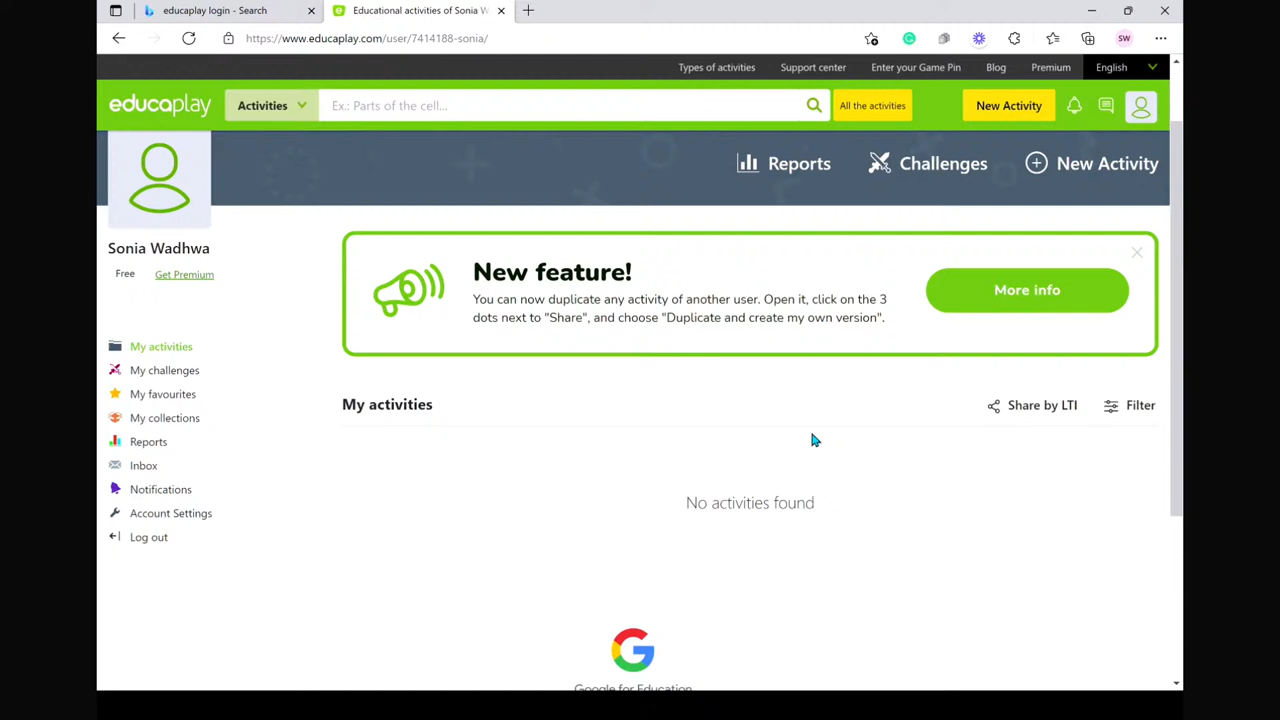 educaplay login - Search
Educational activities of Sonia W
https://www.educaplay.com/user/7414188-sonia/
SW
Types of activities Support center Enter your Game Pin Blog Premium English
educaplay Activities Ex.: Parts of the cell... All the activities New Activity
Reports Challenges New Activity
Sonia Wadhwa
Free Get Premium
New feature!
You can now duplicate any activity of another user. Open it, click on the 3
dots next to "Share", and choose "Duplicate and create my own version".
More info
My activities
My challenges
My favourites
My collections
Reports
Inbox
Notifications
Account Settings
Log out
My activities
Share by LTI Filter
No activities found
Google for Education